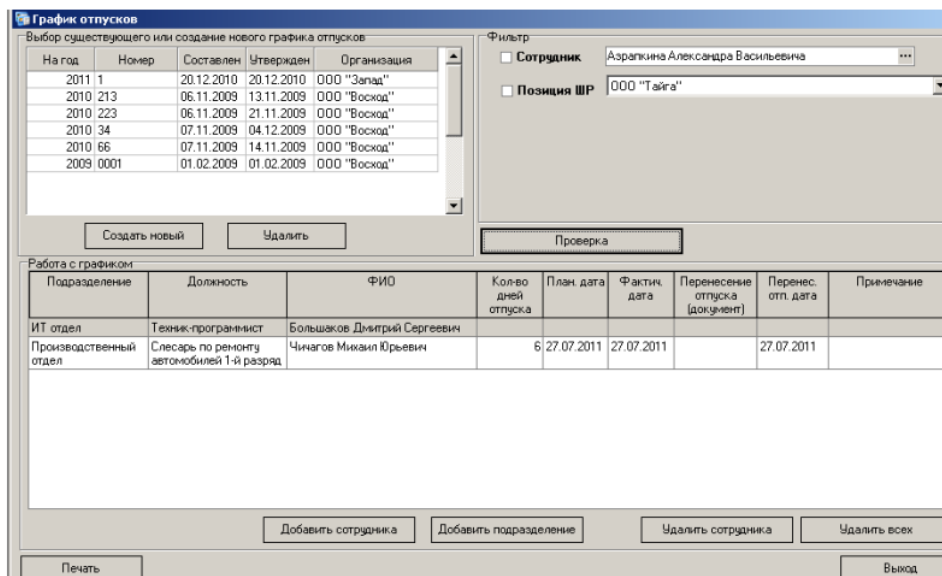 График отпусков
Выбор существующего или создание нового графика отпусков
На год Номер Составлен Утвержден Организация
2011 1 20.12.2010 20.12.2010 ООО "Запад"
2010 213 06.11.2009 13.11.2009 ООО "Восход"
2010 223 06.11.2009 21.11.2009 ООО "Восход"
2010 34 07.11.2009 04.12.2009 ООО "Восход"
2010 66 07.11.2009 14.11.2009 ООО "Восход"
2009 0001 01.02.2009 01.02.2009 ООО "Восход"
Создать новый Удалить
Фильтр
Сотрудник Азрапкина Александра Васильевича ...
Позиция ШР ООО "Тайга"
Проверка
Работа с графиком
Подразделение Должность ФИО Кол-во дней отпуска План. дата Фактич. дата Перенесение отпуска (документ) Перенес. отп. дата Примечание
ИТ отдел Техник-программист Большаков Дмитрий Сергеевич
Производственный отдел Слесарь по ремонту автомобилей 1-й разряд Чичагов Михаил Юрьевич 6 27.07.2011 27.07.2011 27.07.2011
Добавить сотрудника Добавить подразделение Удалить сотрудника Удалить всех
Печать Выход